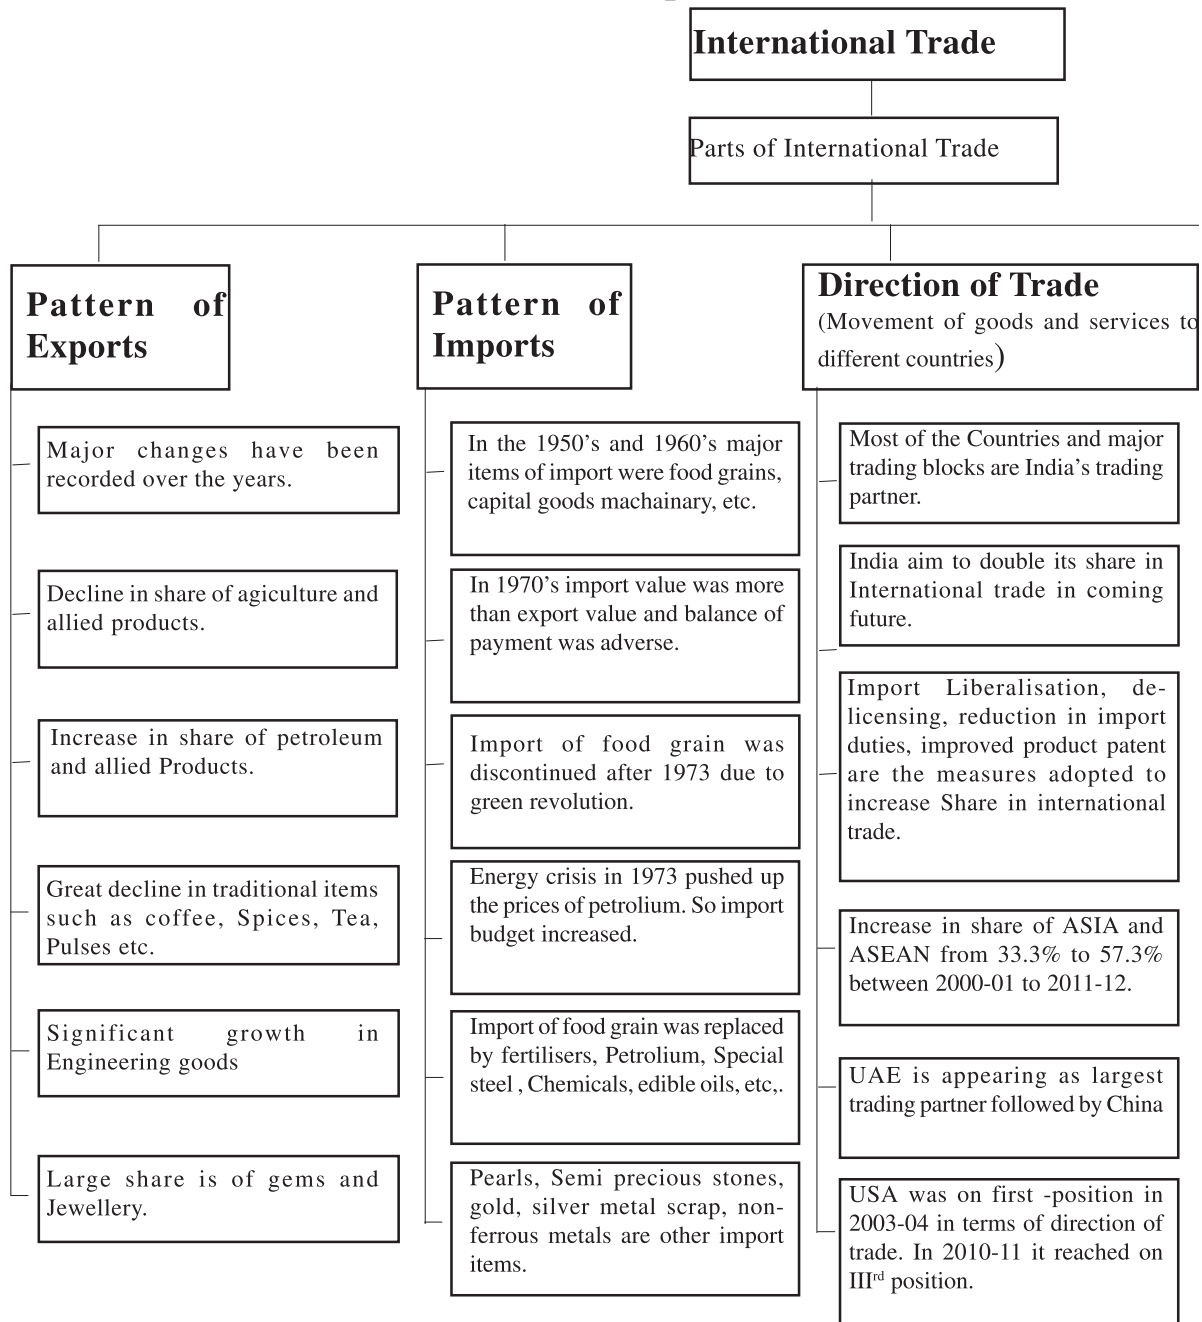 International Trade
Parts of International Trade
Pattern of
Exports
Major changes have been
recorded over the years.
Decline in share of agiculture and
allied products.
Increase in share of petroleum
and allied Products.
Great decline in traditional items
such as coffee, Spices, Tea,
Pulses etc.
Significant growth in
Engineering goods
Large share is of gems and
Jewellery.
Pattern of
Imports
In the 1950's and 1960's major
items of import were food grains,
capital goods machainary, etc.
In 1970's import value was more
than export value and balance of
payment was adverse.
Import of food grain was
discontinued after 1973 due to
green revolution.
Energy crisis in 1973 pushed up
the prices of petrolium. So import
budget increased.
Import of food grain was replaced
by fertilisers, Petrolium, Special
steel , Chemicals, edible oils, etc,.
Pearls, Semi precious stones,
gold, silver metal scrap, non-
ferrous metals are other import
items.
Direction of Trade
(Movement of goods and services to
different countries)
Most of the Countries and major
trading blocks are India's trading
partner.
India aim to double its share in
International trade in coming
future.
Import Liberalisation, de-
licensing, reduction in import
duties, improved product patent
are the measures adopted to
increase Share in international
trade.
Increase in share of ASIA and
ASEAN from 33.3% to 57.3%
between 2000-01 to 2011-12.
UAE is appearing as largest
trading partner followed by China
USA was on first -position in
2003-04 in terms of direction of
trade. In 2010-11 it reached on
IIIrd position.